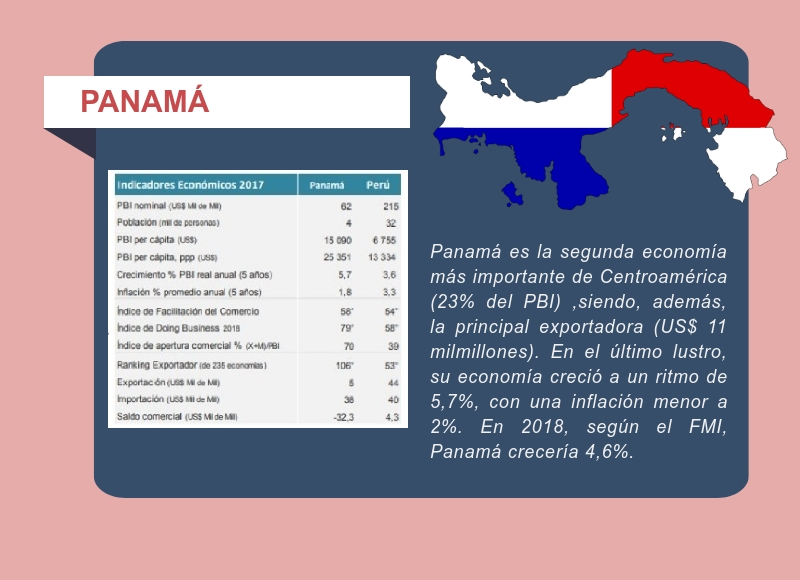 PANAMÁ
Indicadores Económicos 2017 Panamá Perú
PBI nominal (US$ Mil de Mil) 62 215
Población (mil de personas) 4 32
PBI per cápita (US$) 15 090 6 755
PBI per cápita, ppp (US$) 25 351 13 334
Crecimiento % PBI real anual (5 años) 5,7 3,6
Inflación % promedio anual (5 años) 1,8 3,3
Índice de Facilitación del Comercio 58° 54°
Índice de Doing Business 2018 79° 58°
Índice de apertura comercial % (X+M)/PBI 70 39
Ranking Exportador (de 235 economías) 106° 53°
Exportación (US$ Mil de Mil) 5 44
Importación (US$ Mil de Mil) 38 40
Saldo comercial (US$ Mil de Mil) -32,3 4,3
Panamá es la segunda economía
más importante de Centroamérica
(23% del PBI) ,siendo, además,
la principal exportadora (US$ 11
milmillones). En el último lustro,
su economía creció a un ritmo de
5,7%, con una inflación menor a
2%. En 2018, según el FMI,
Panamá crecería 4,6%.